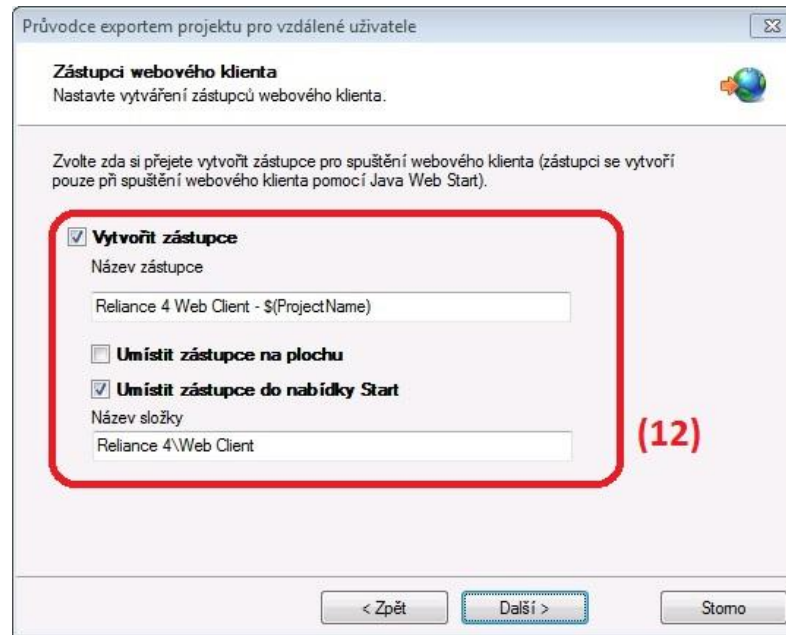 Průvodce exportem projektu pro vzdálené uživatele
Zástupci webového klienta
Nastavte vytváření zástupců webového klienta.
Zvolte zda si přejete vytvořit zástupce pro spuštění webového klienta (zástupci se vytvoří
pouze při spuštění webového klienta pomocí Java Web Start).
Vytvořit zástupce
Název zástupce
Reliance 4 Web Client - $(ProjectName)
Umístit zástupce na plochu
Umístit zástupce do nabídky Start
Název složky
Reliance 4\Web Client
(12)
< Zpět
Další >
Storno